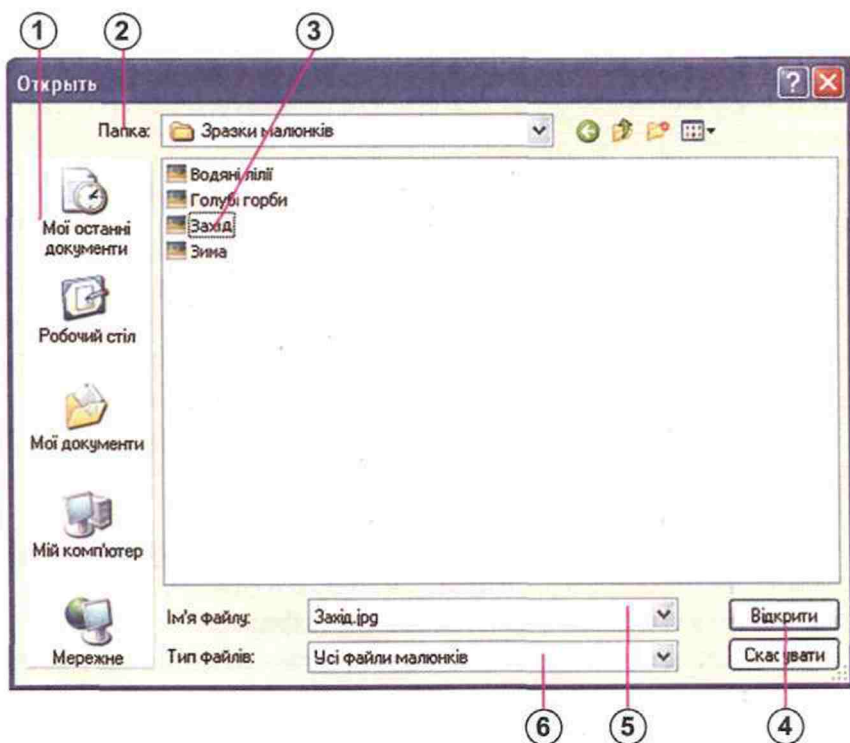 1 2 3
Открыть
Папка: Зразки малюнків
Водяні лілії
Голубі горби
Захід
Зима
Мої останні
документи
Робочий стіл
Мої документи
Мій комп'ютер
Мережне
Ім'я файлу: Захід.jpg Відкрити
Тип файлів: Усі файли малюнків Скасувати
6 5 4